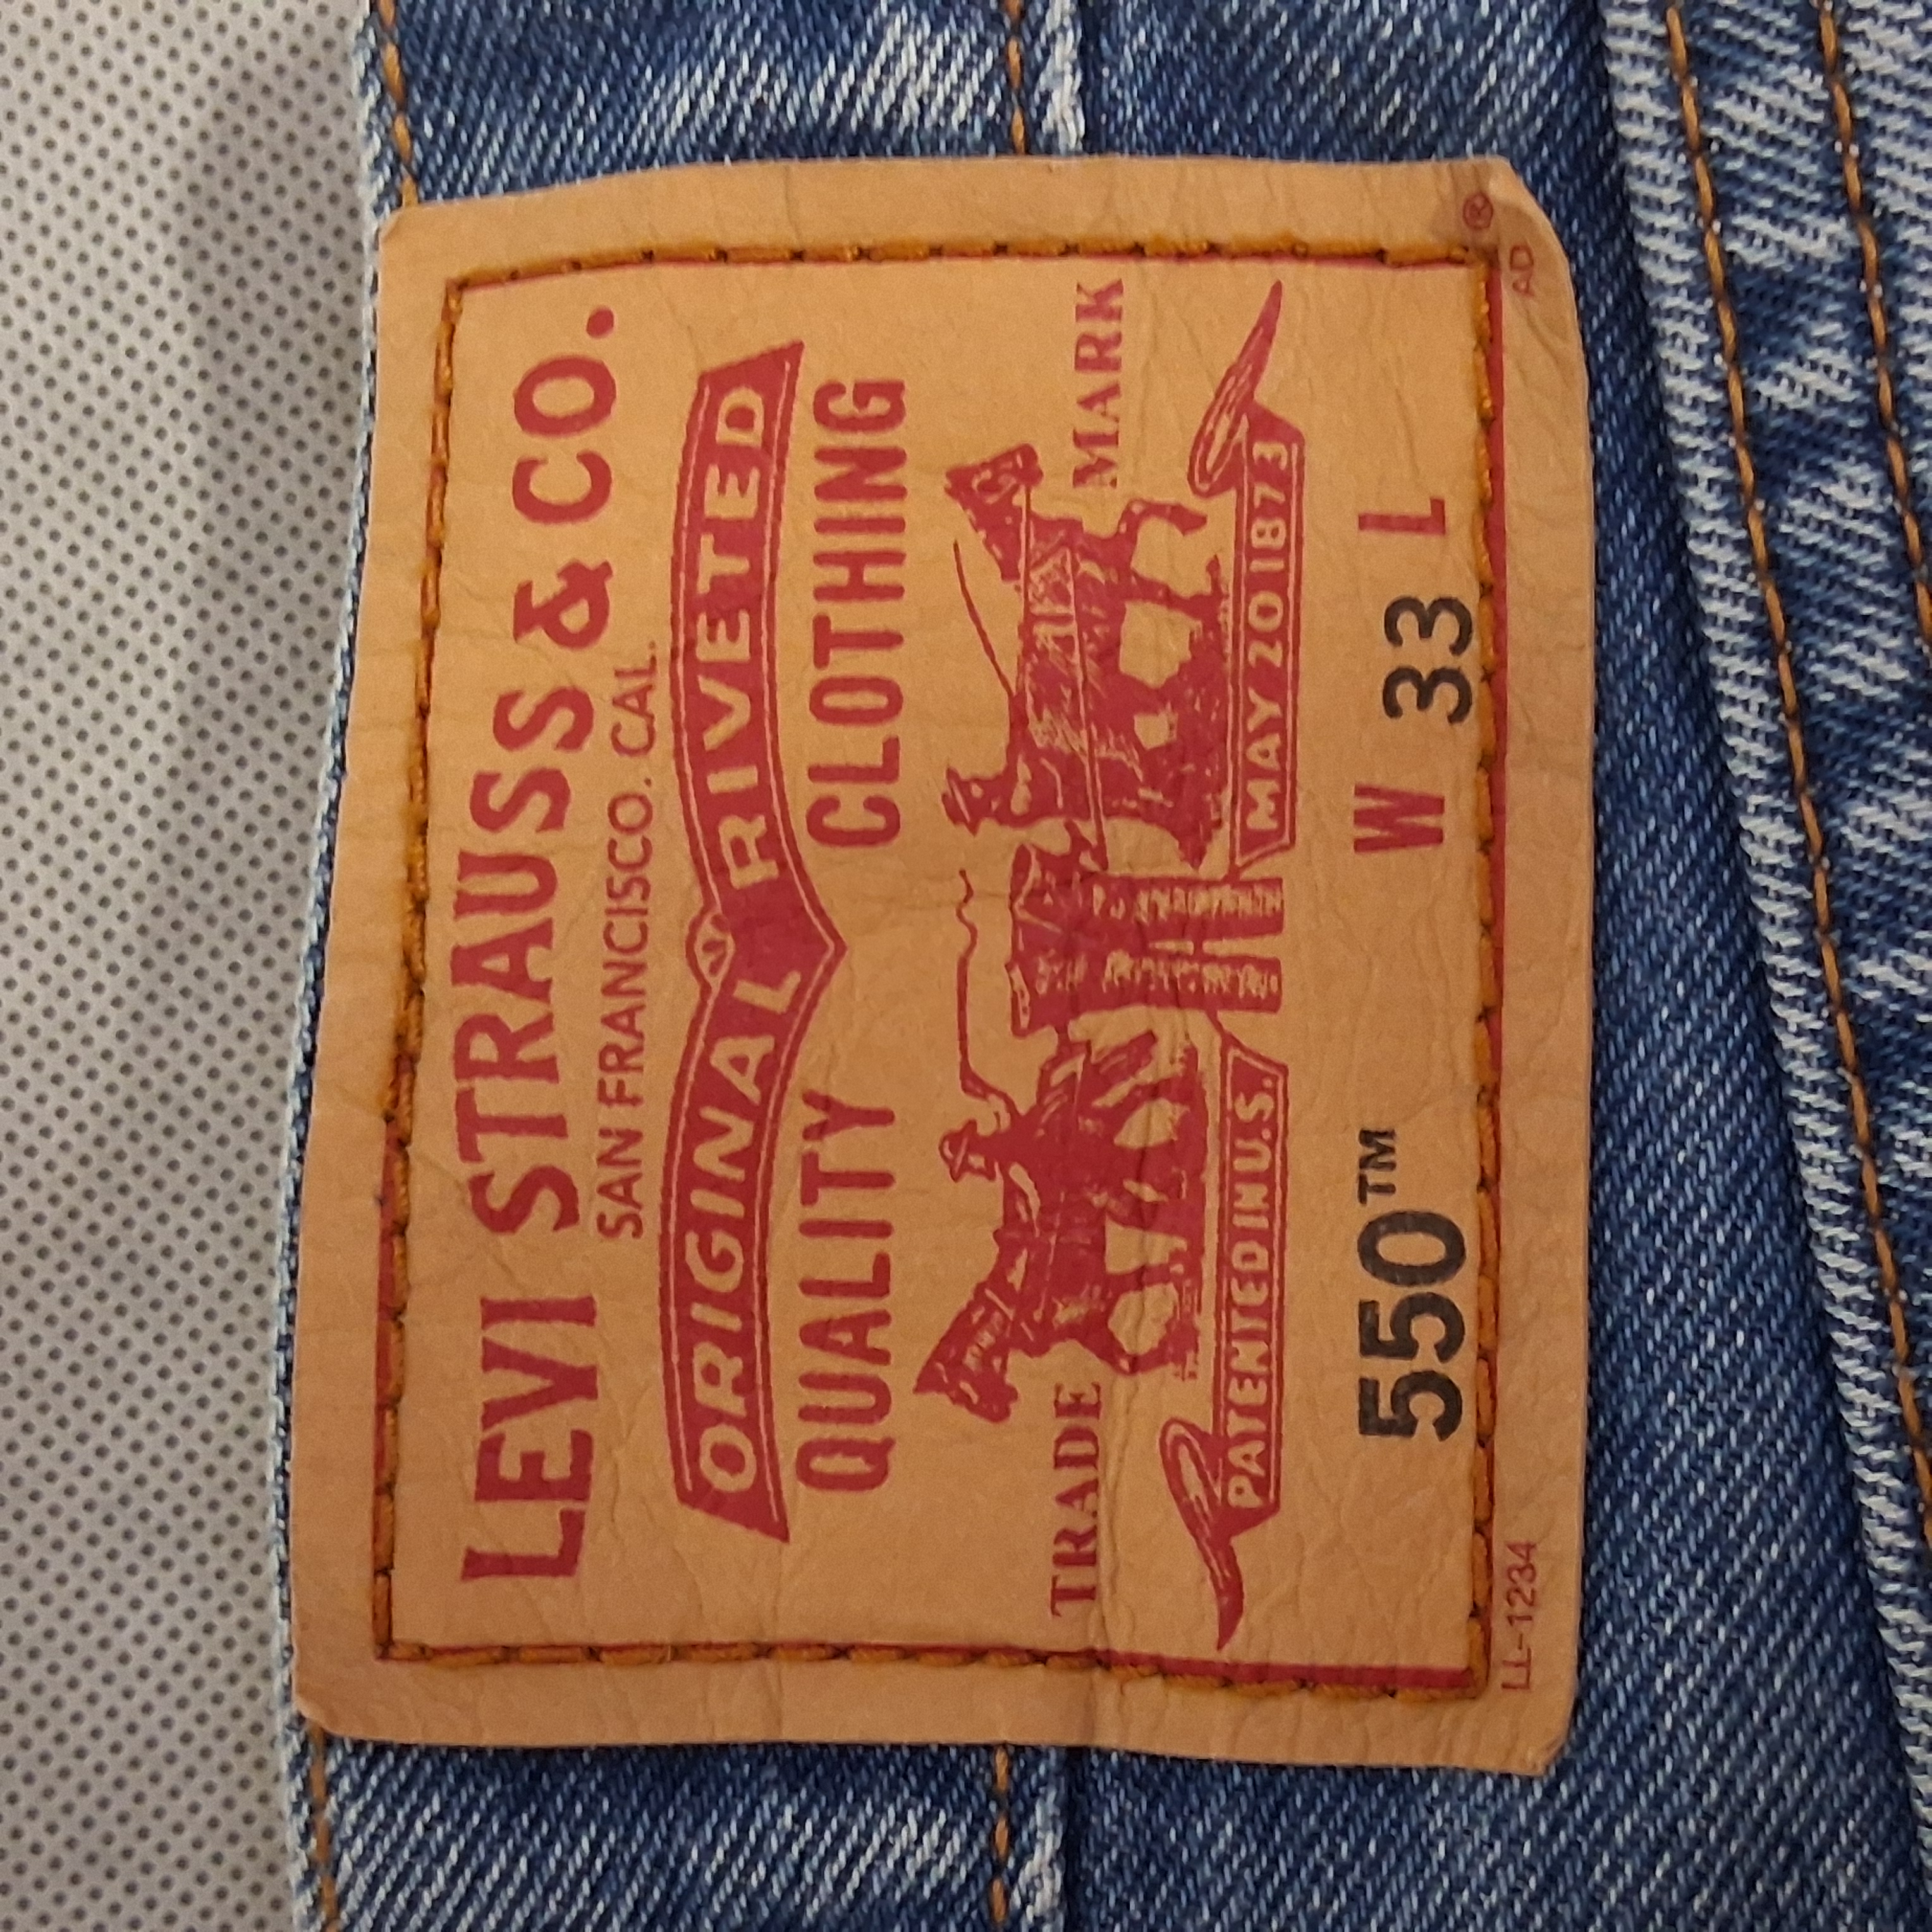 LEVI STRAUSS & CO.
SAN FRANCISCO. CAL.
ORIGINAL RIVETED
QUALITY CLOTHING
TRADE MARK
PATENTED IN U.S. MAY 20 1873
550™ W 33 L
LL-1234 AD ®